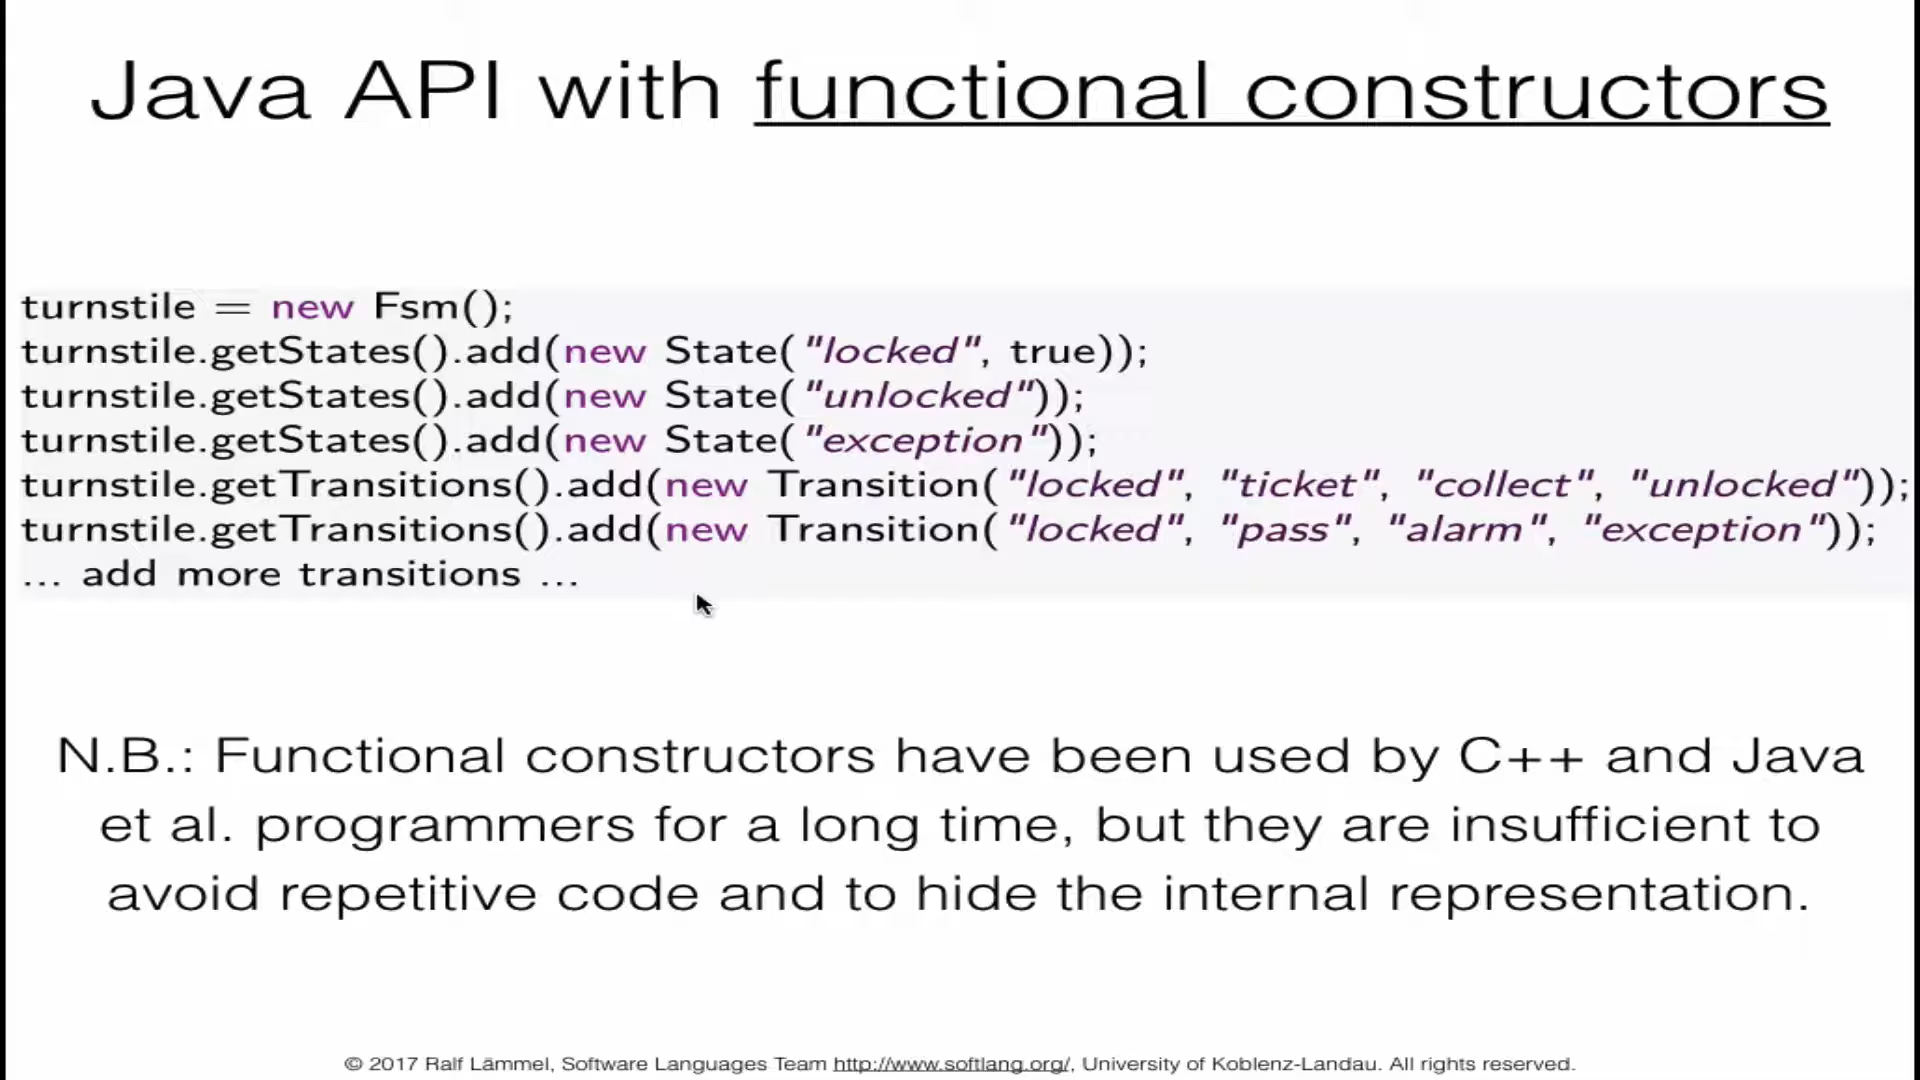 Java API with functional constructors
turnstile = new Fsm();
turnstile.getStates().add(new State("locked", true));
turnstile.getStates().add(new State("unlocked"));
turnstile.getStates().add(new State("exception"));
turnstile.getTransitions().add(new Transition("locked", "ticket", "collect", "unlocked"));
turnstile.getTransitions().add(new Transition("locked", "pass", "alarm", "exception"));
... add more transitions ...
N.B.: Functional constructors have been used by C++ and Java
et al. programmers for a long time, but they are insufficient to
avoid repetitive code and to hide the internal representation.
© 2017 Ralf Lämmel, Software Languages Team http://www.softlang.org/, University of Koblenz-Landau. All rights reserved.